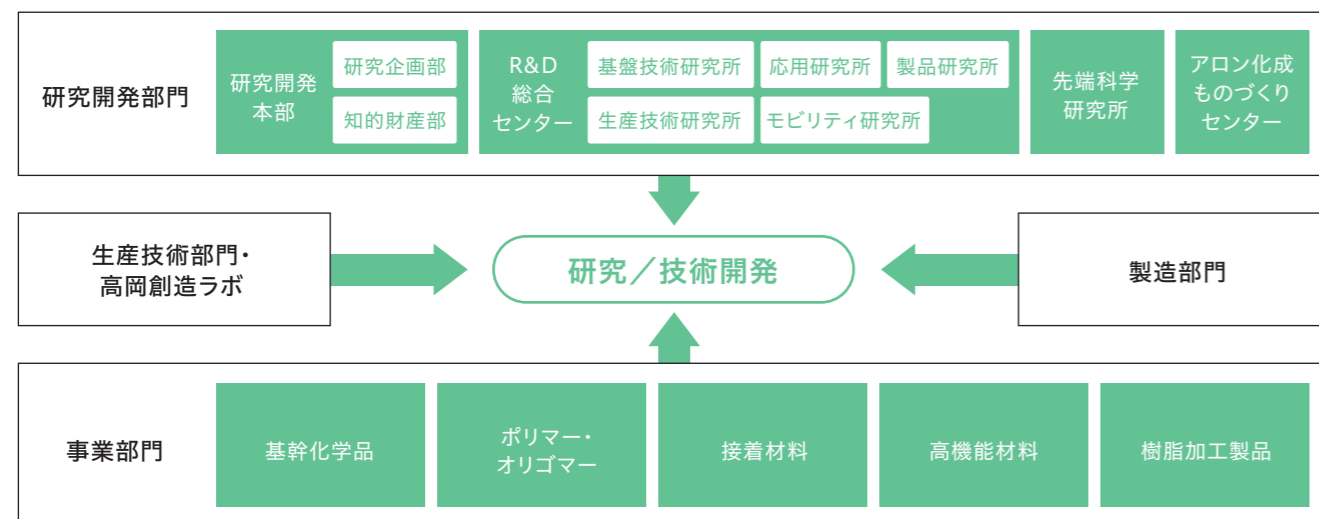 研究開発部門
研究開発
本部
研究企画部
知的財産部
R&D
総合
センター
基盤技術研究所
応用研究所
製品研究所
生産技術研究所
モビリティ研究所
先端科学
研究所
アロン化成
ものづくり
センター
生産技術部門・
高岡創造ラボ
研究／技術開発
製造部門
事業部門
基幹化学品
ポリマー・
オリゴマー
接着材料
高機能材料
樹脂加工製品